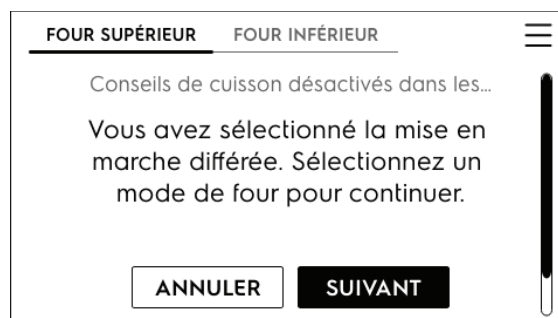 FOUR SUPÉRIEUR FOUR INFÉRIEUR
Conseils de cuisson désactivés dans les...
Vous avez sélectionné la mise en
marche différée. Sélectionnez un
mode de four pour continuer.
ANNULER SUIVANT